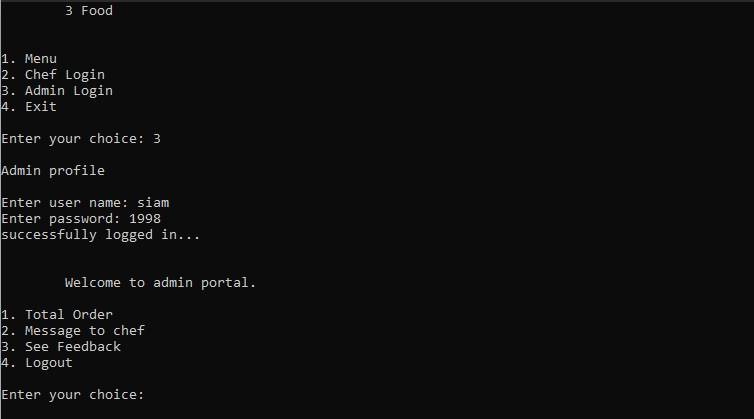 3 Food
1. Menu
2. Chef Login
3. Admin Login
4. Exit
Enter your choice: 3
Admin profile
Enter user name: siam
Enter password: 1998
successfully logged in...
Welcome to admin portal.
1. Total Order
2. Message to chef
3. See Feedback
4. Logout
Enter your choice: